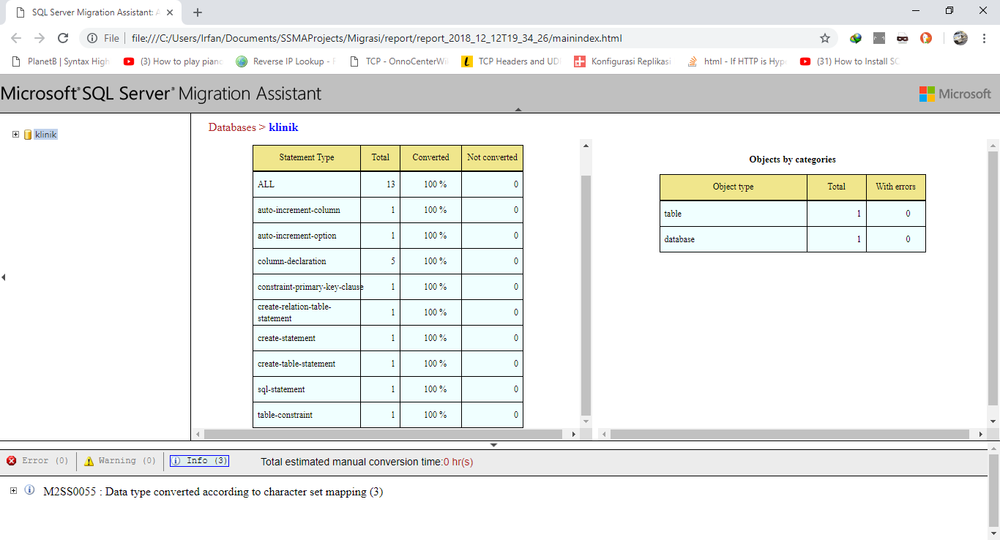 SQL Server Migration Assistant: A
File file:///C:/Users/Irfan/Documents/SSMAProjects/Migrasi/report/report_2018_12_12T19_34_26/mainindex.html
PlanetB | Syntax High (3) How to play pianc Reverse IP Lookup - F TCP - OnnoCenterWi TCP Headers and UD Konfigurasi Replikasi html - If HTTP is Hype (31) How to Install SC
Microsoft® SQL Server® Migration Assistant Microsoft
klinik
Databases > klinik
Statement Type Total Converted Not converted
ALL 13 100 % 0
auto-increment-column 1 100 % 0
auto-increment-option 1 100 % 0
column-declaration 5 100 % 0
constraint-primary-key-clause 1 100 % 0
create-relation-table-
statement 1 100 % 0
create-statement 1 100 % 0
create-table-statement 1 100 % 0
sql-statement 1 100 % 0
table-constraint 1 100 % 0
Objects by categories
Object type Total With errors
table 1 0
database 1 0
Error (0) Warning (0) Info (3) Total estimated manual conversion time:0 hr(s)
M2SS0055 : Data type converted according to character set mapping (3)